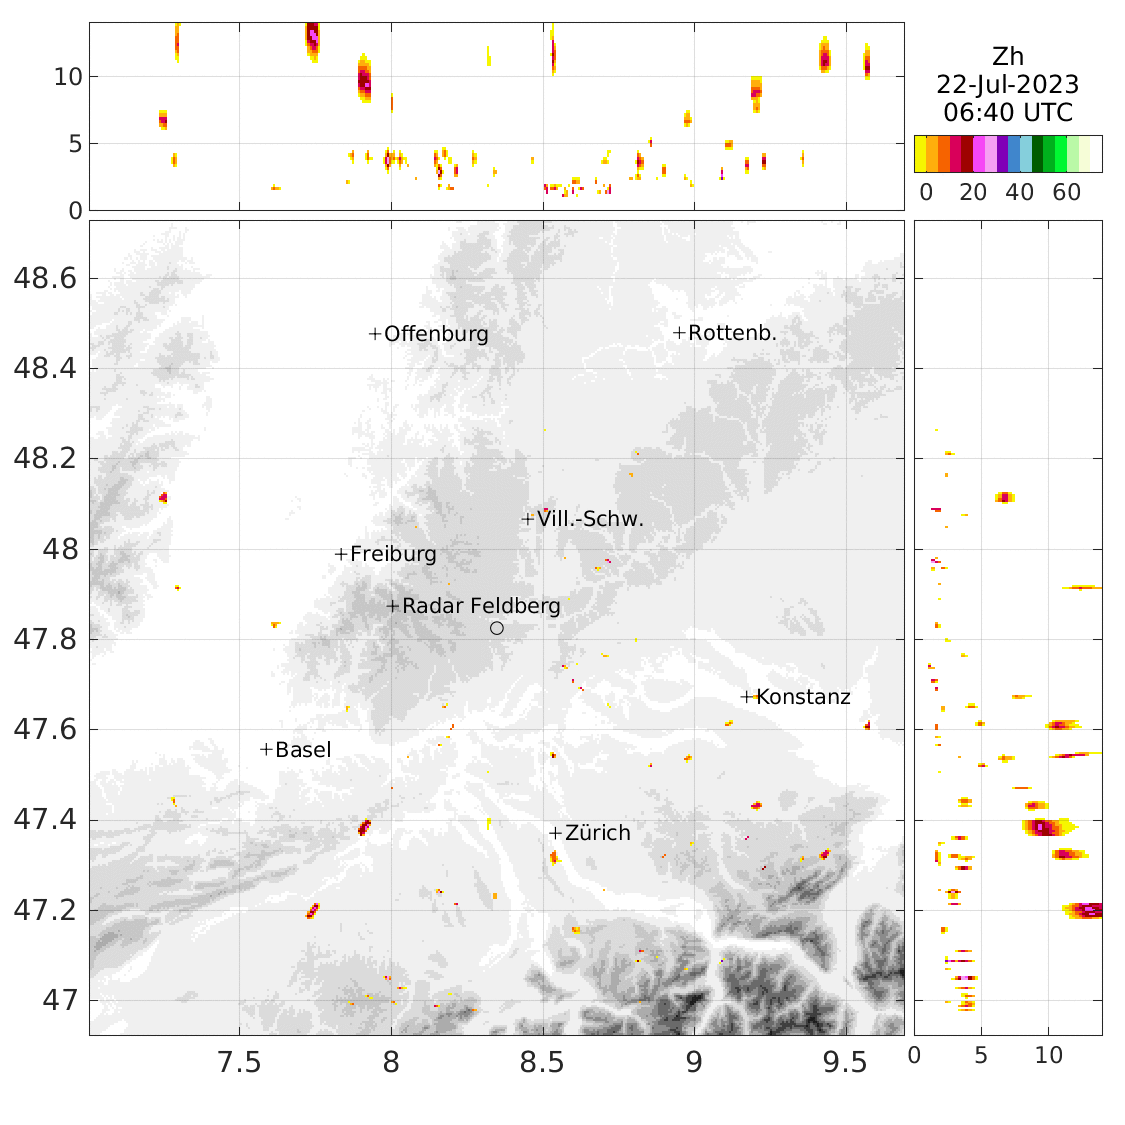 10
5
0
Zh
22-Jul-2023
06:40 UTC
0 20 40 60
48.6
48.4
48.2
48
47.8
47.6
47.4
47.2
47
Offenburg
Rottenb.
Vill.-Schw.
Freiburg
Radar Feldberg
Konstanz
Basel
Zürich
7.5 8 8.5 9 9.5
0 5 10